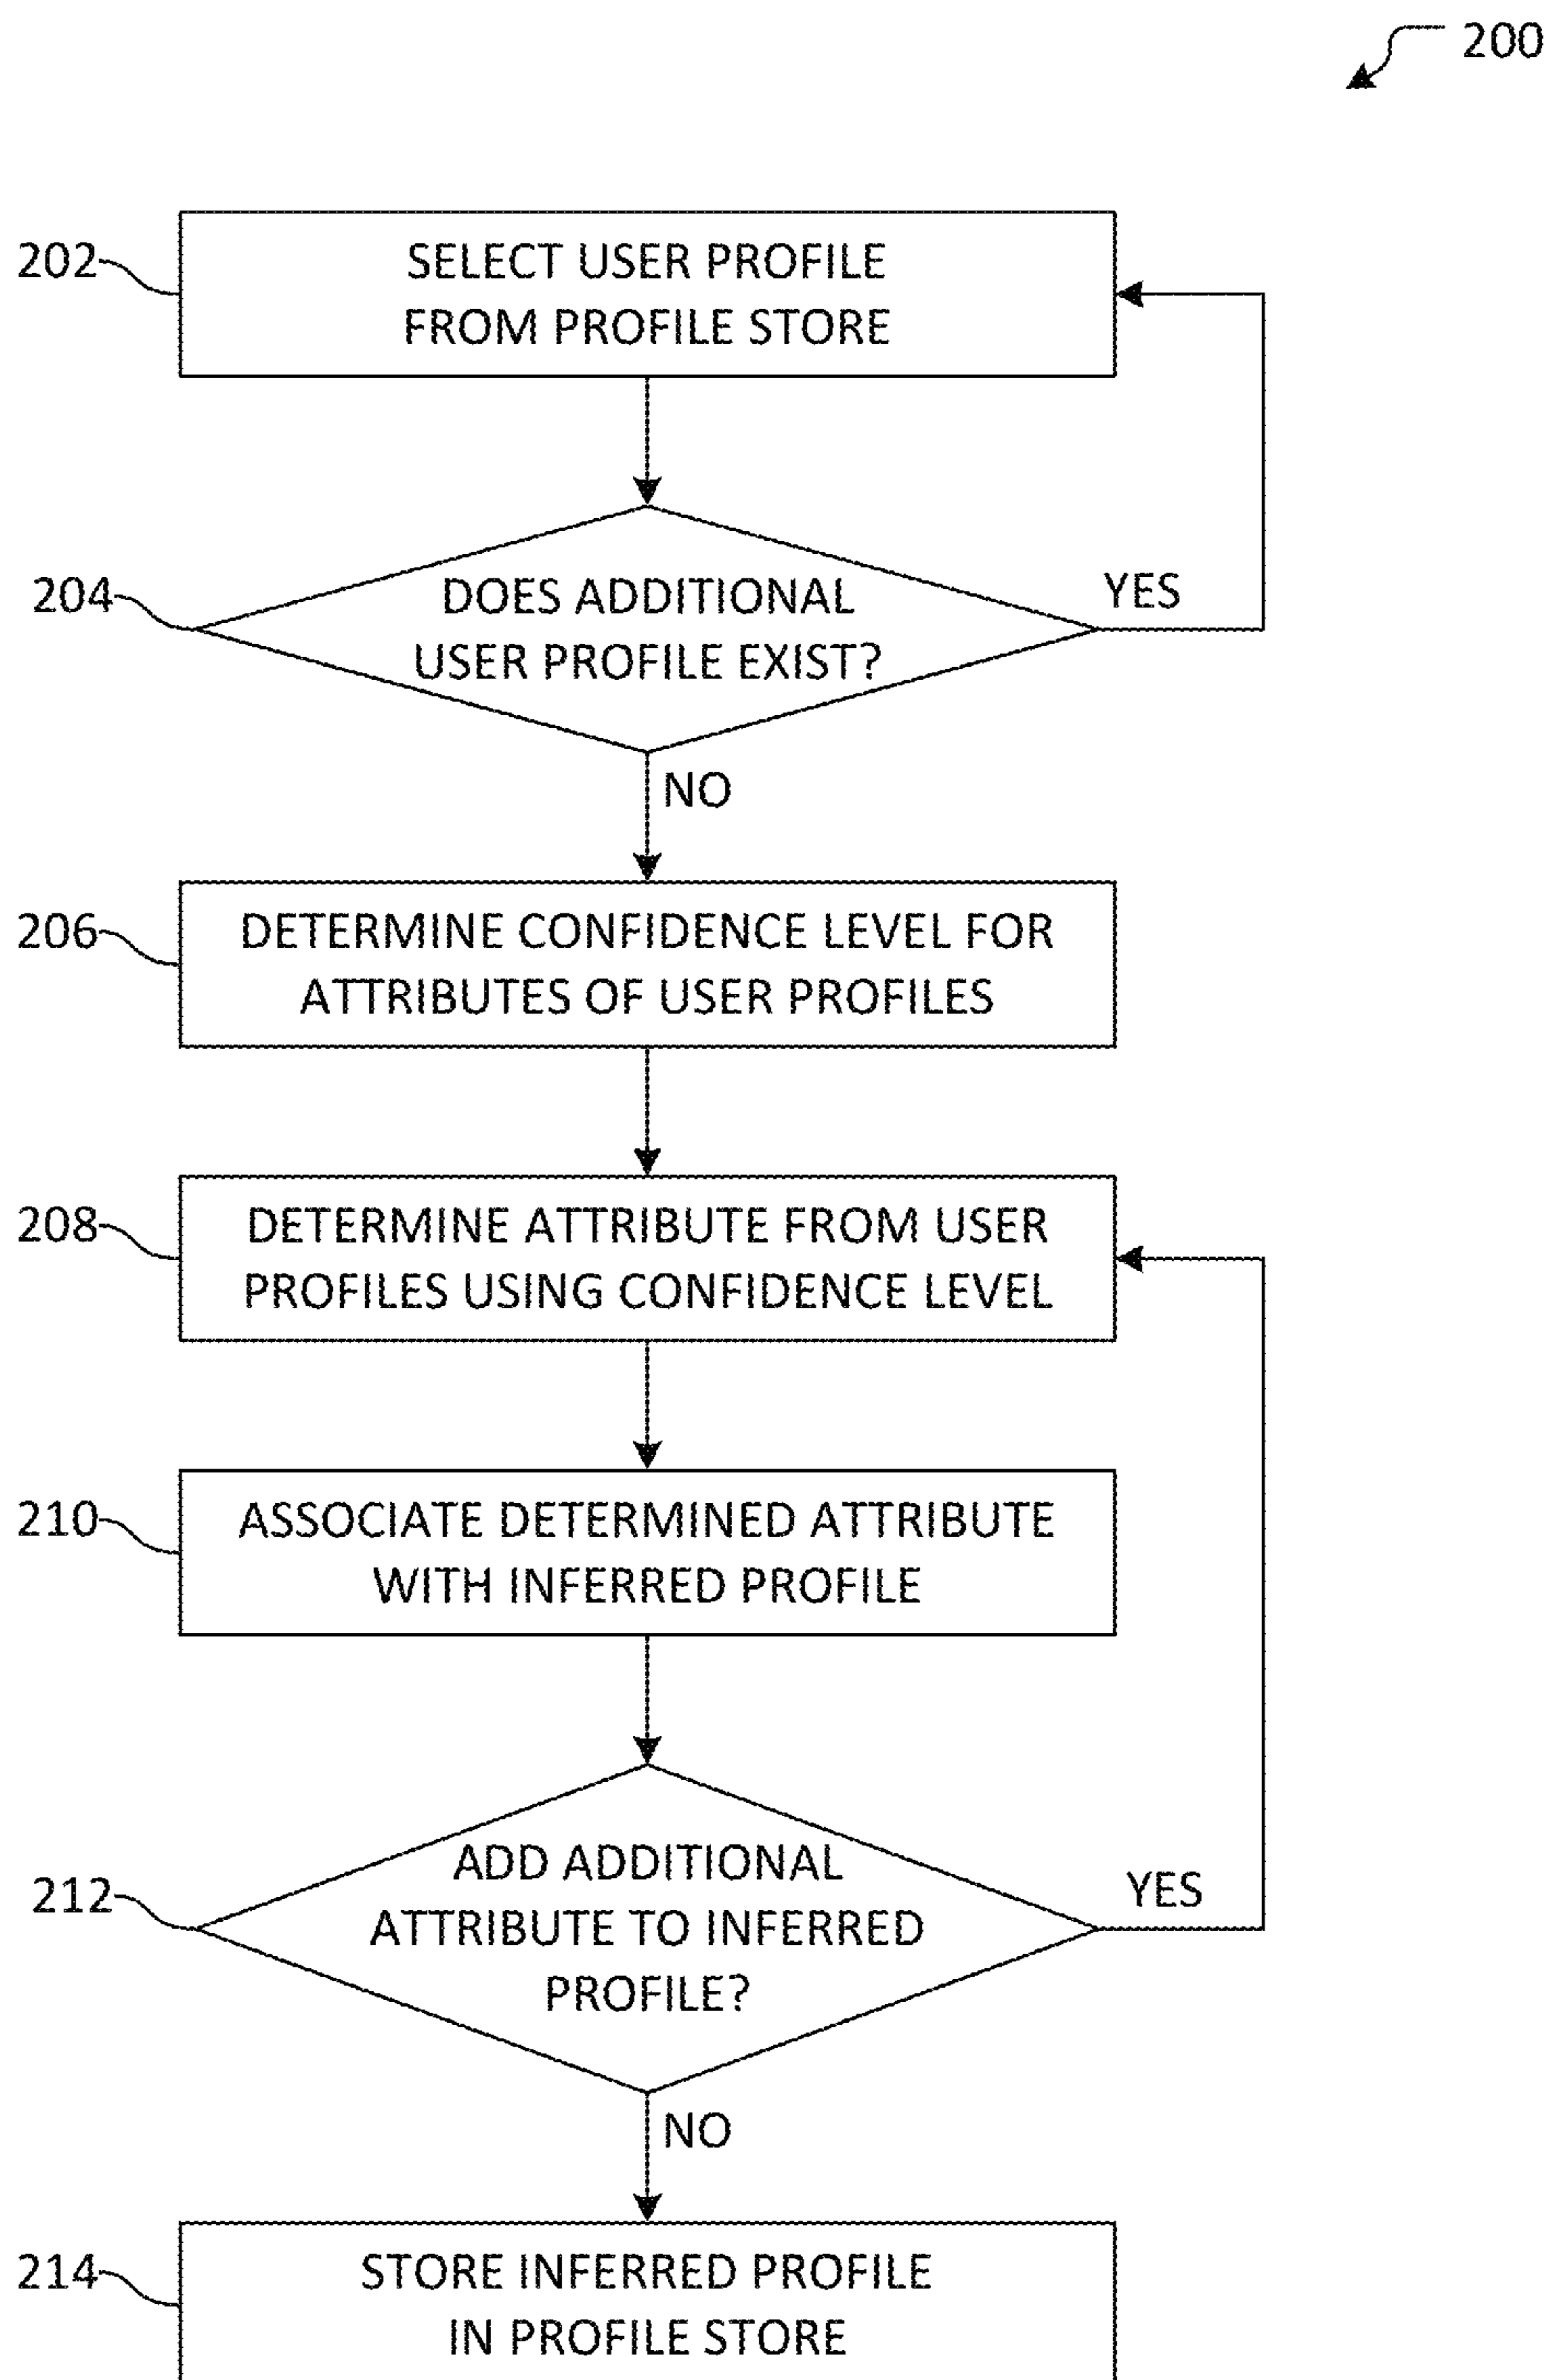 200
202
SELECT USER PROFILE
FROM PROFILE STORE
204
DOES ADDITIONAL
USER PROFILE EXIST?
YES
NO
206
DETERMINE CONFIDENCE LEVEL FOR
ATTRIBUTES OF USER PROFILES
208
DETERMINE ATTRIBUTE FROM USER
PROFILES USING CONFIDENCE LEVEL
210
ASSOCIATE DETERMINED ATTRIBUTE
WITH INFERRED PROFILE
212
ADD ADDITIONAL
ATTRIBUTE TO INFERRED
PROFILE?
YES
NO
214
STORE INFERRED PROFILE
IN PROFILE STORE